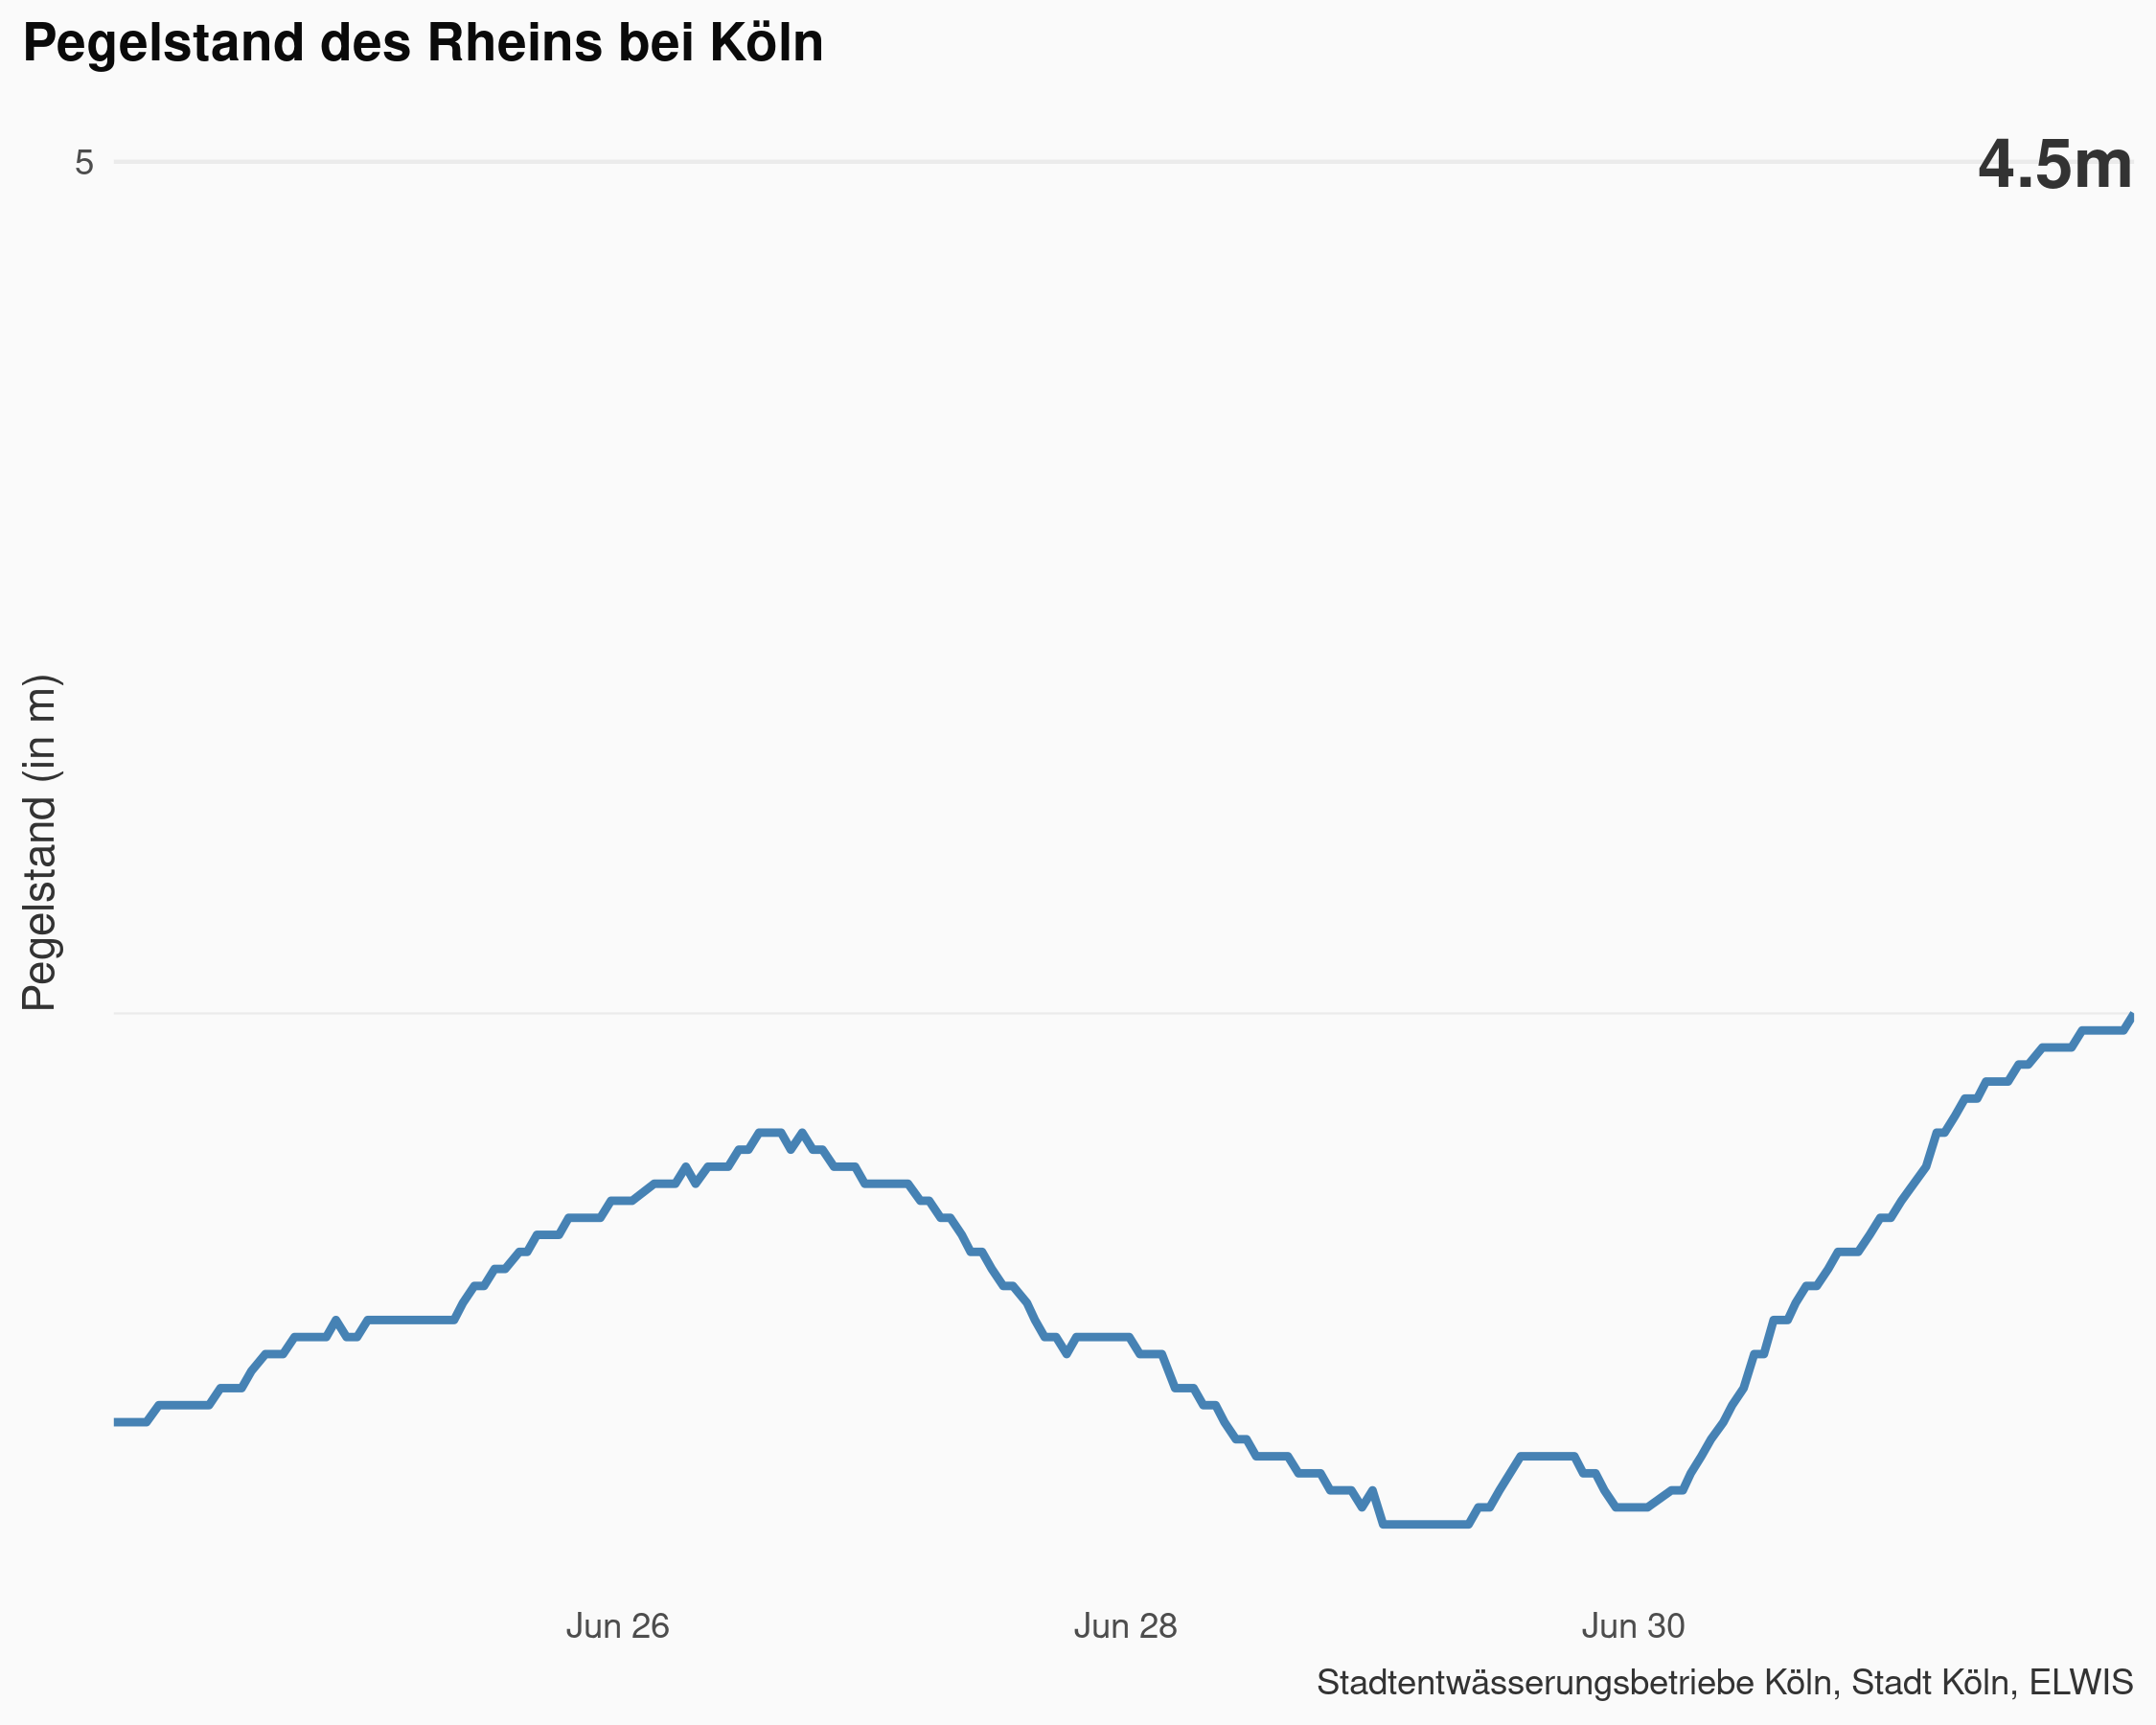 Pegelstand des Rheins bei Köln
5
4.5m
Pegelstand (in m)
Jun 26
Jun 28
Jun 30
Stadtentwässerungsbetriebe Köln, Stadt Köln, ELWIS